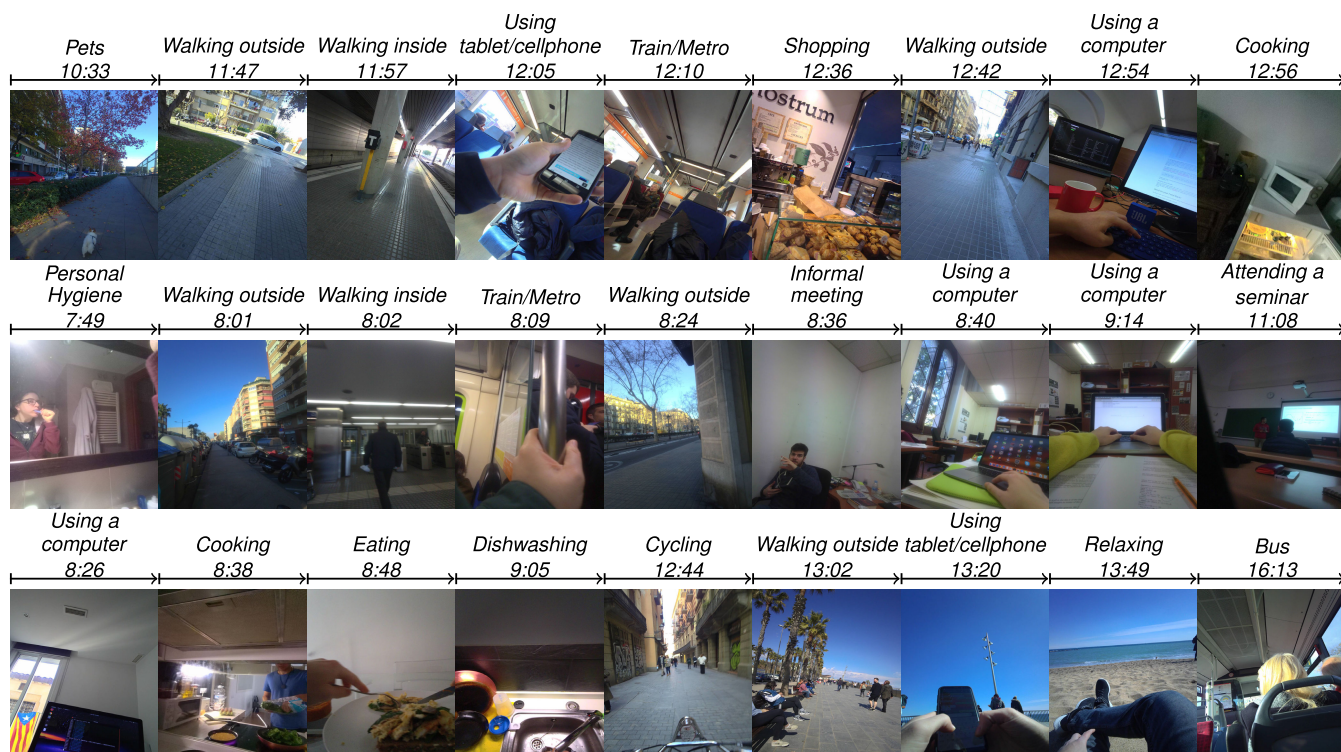 Pets
10:33
Walking outside
11:47
Walking inside
11:57
Using
tablet/cellphone
12:05
Train/Metro
12:10
Shopping
12:36
Walking outside
12:42
Using a
computer
12:54
Cooking
12:56
nostrum
JBL
Personal
Hygiene
7:49
Walking outside
8:01
Walking inside
8:02
Train/Metro
8:09
Walking outside
8:24
Informal
meeting
8:36
Using a
computer
8:40
Using a
computer
9:14
Attending a
seminar
11:08
Using a
computer
8:26
Cooking
8:38
Eating
8:48
Dishwashing
9:05
Cycling
12:44
Walking outside
13:02
Using
tablet/cellphone
13:20
Relaxing
13:49
Bus
16:13